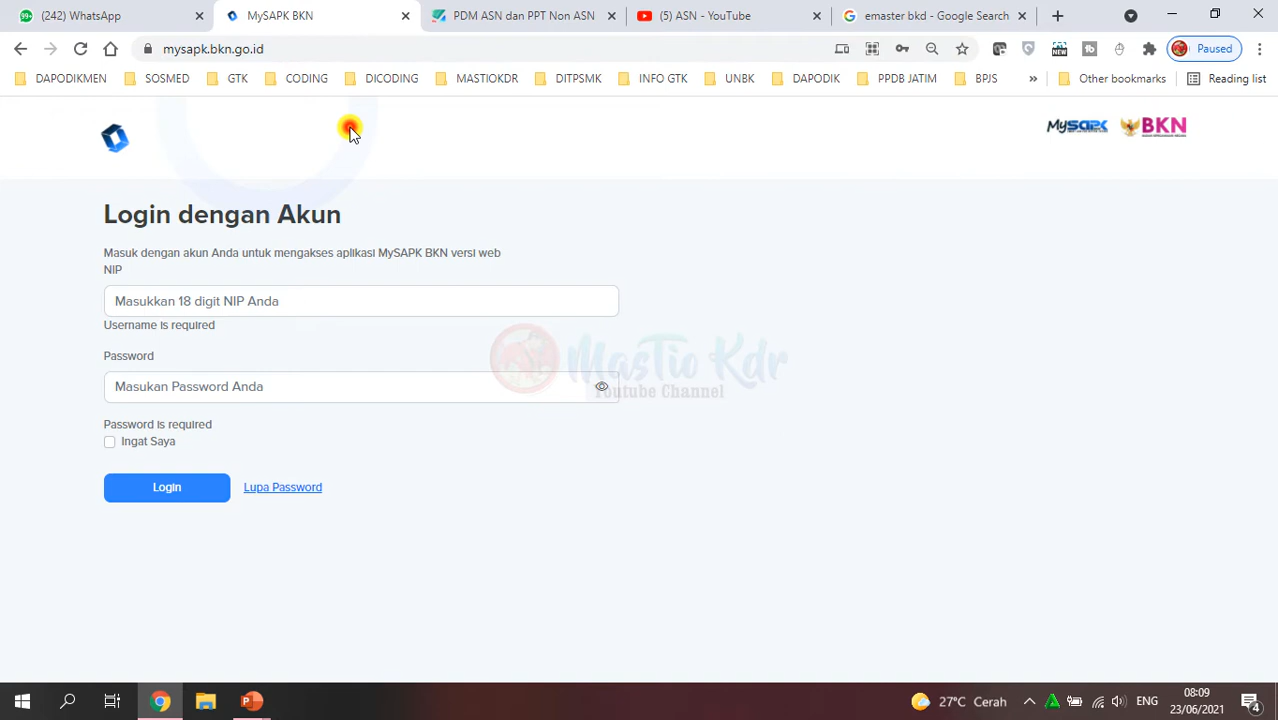 (242) WhatsApp
MySAPK BKN
PDM ASN dan PPT Non ASN
(5) ASN - YouTube
emaster bkd - Google Search
mysapk.bkn.go.id
NEW
Paused
DAPODIKMEN
SOSMED
GTK
CODING
DICODING
MASTIOKDR
DITPSMK
INFO GTK
UNBK
DAPODIK
PPDB JATIM
BPJS
»
Other bookmarks
Reading list
MySAPK
BKN
Login dengan Akun
Masuk dengan akun Anda untuk mengakses aplikasi MySAPK BKN versi web
NIP
Masukkan 18 digit NIP Anda
Username is required
MasTio Kdr
Youtube Channel
Password
Masukan Password Anda
Password is required
Ingat Saya
Login
Lupa Password
27°C Cerah
ENG
08:09
23/06/2021
4